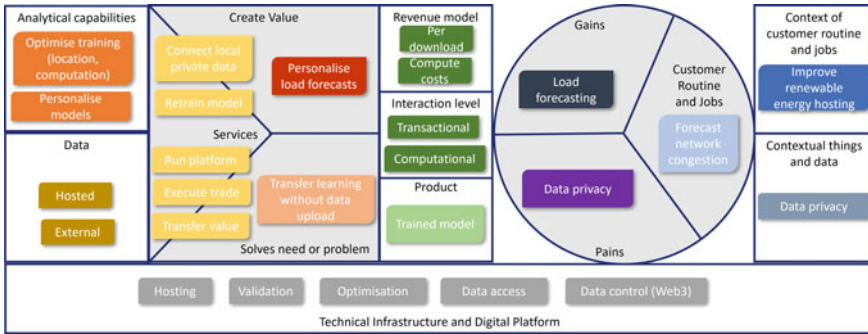 Analytical capabilities
Optimise training
(location,
computation)
Personalise
models
Data
Hosted
External
Create Value
Connect local
private data
Retrain model
Personalise
load forecasts
Services
Run platform
Execute trade
Transfer value
Transfer learning
without data
upload
Solves need or problem
Revenue model
Per
download
Compute
costs
Interaction level
Transactional
Computational
Product
Trained model
Gains
Load
forecasting
Customer
Routine
and Jobs
Forecast
network
congestion
Data privacy
Pains
Context of
customer routine
and jobs
Improve
renewable
energy hosting
Contextual things
and data
Data privacy
Hosting
Validation
Optimisation
Data access
Data control (Web3)
Technical Infrastructure and Digital Platform